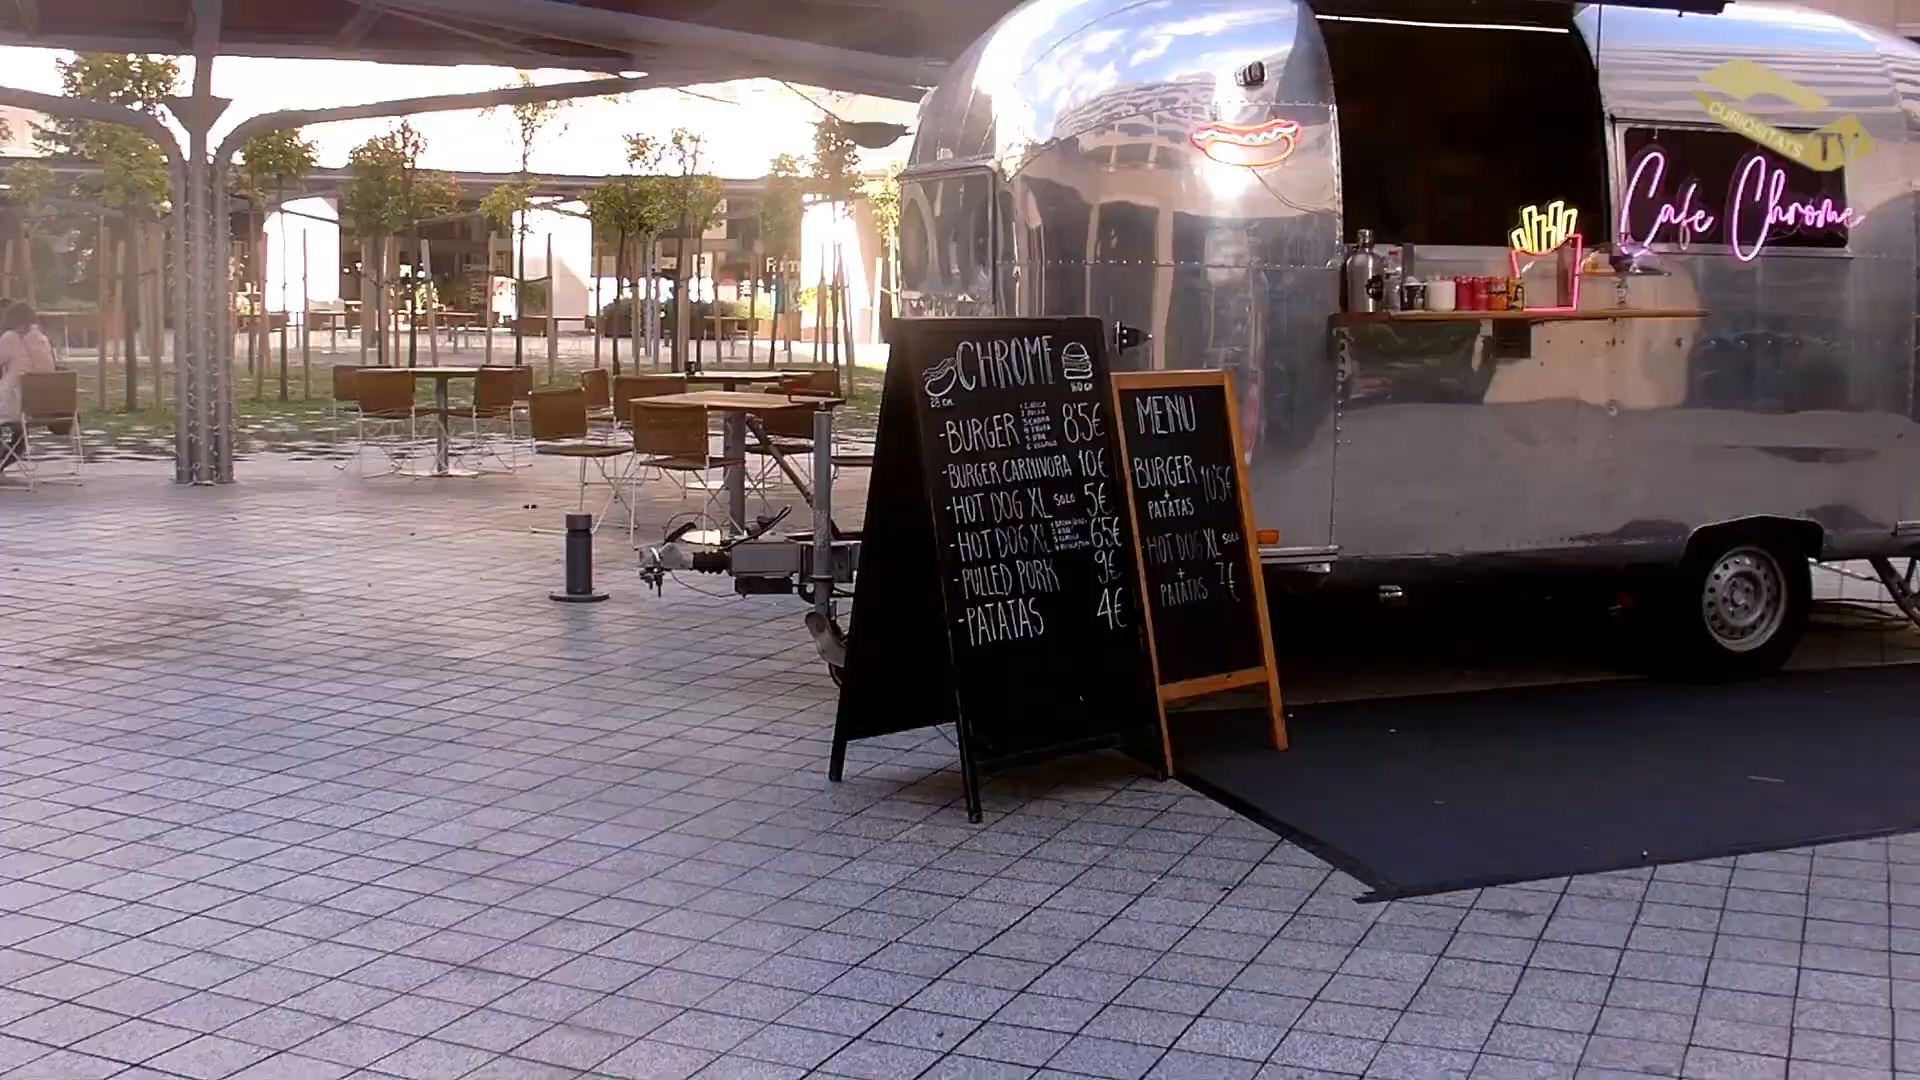 CURIOSITATS TV
Cafe Chrome
CHROME
-BURGER 8'5€
-BURGER CARNIVORA 10€
-HOT DOG XL SOLO 5€
-HOT DOG XL 6'5€
-PULLED PORK 9€
-PATATAS 4€
MENU
-BURGER
+
PATATAS 10'5€
-HOT DOG XL SOLO
+
PATATAS 7€